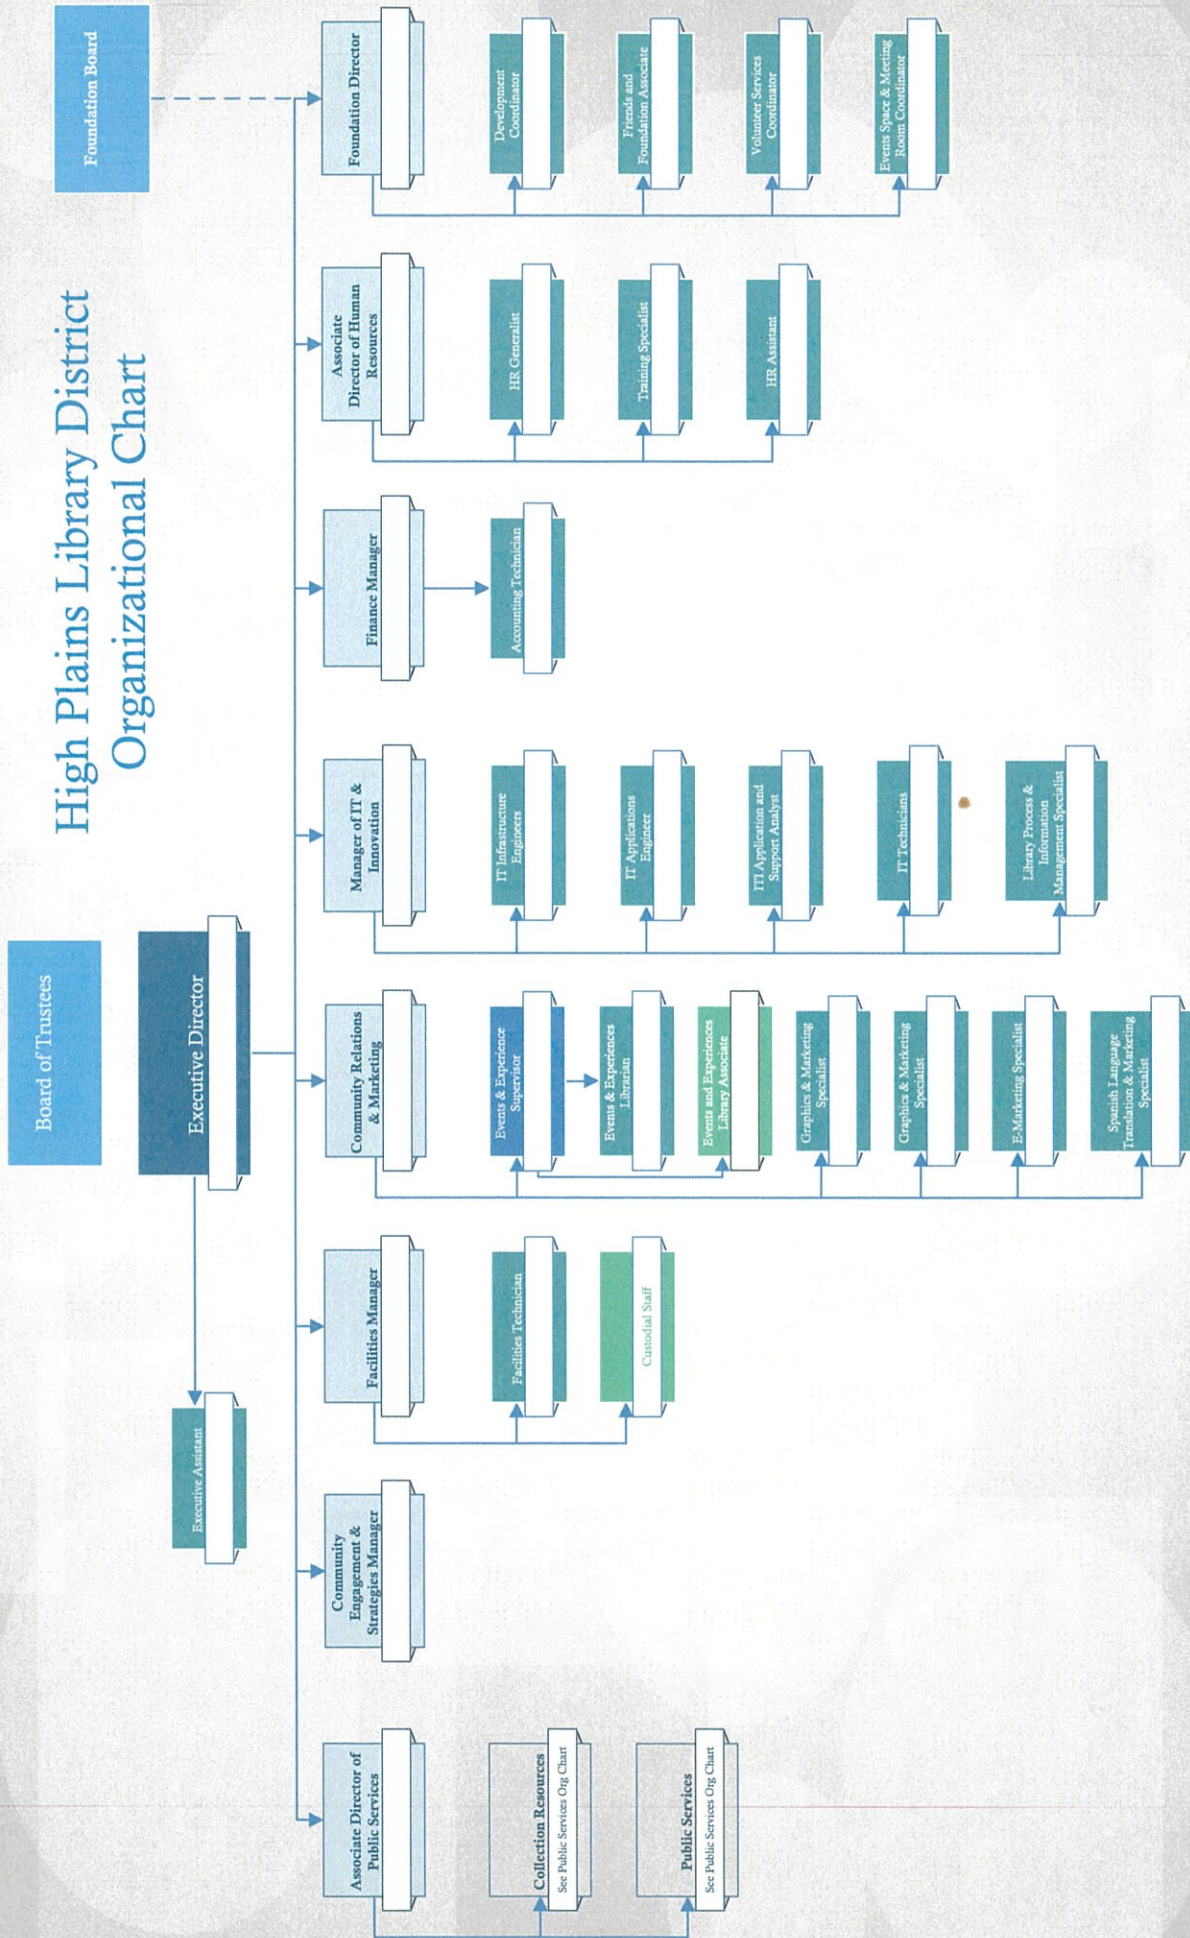 High Plains Library District
Organizational Chart
Board of Trustees
Foundation Board
Executive Director
Executive Assistant
Associate Director of
Public Services
Collection Resources
See Public Services Org Chart
Public Services
See Public Services Org Chart
Community
Engagement &
Strategies Manager
Facilities Manager
Facilities Technician
Custodial Staff
Community Relations
& Marketing
Events & Experience
Supervisor
Events & Experiences
Librarian
Events and Experiences
Library Associate
Graphics & Marketing
Specialist
Graphics & Marketing
Specialist
E-Marketing Specialist
Spanish Language
Translation & Marketing
Specialist
Manager of IT &
Innovation
IT Infrastructure
Engineers
IT Applications
Engineer
ITI Application and
Support Analyst
IT Technicians
Library Process &
Information
Management Specialist
Finance Manager
Accounting Technician
Associate
Director of Human
Resources
HR Generalist
Training Specialist
HR Assistant
Foundation Director
Development
Coordinator
Friends and
Foundation Associate
Volunteer Services
Coordinator
Events Space & Meeting
Room Coordinator